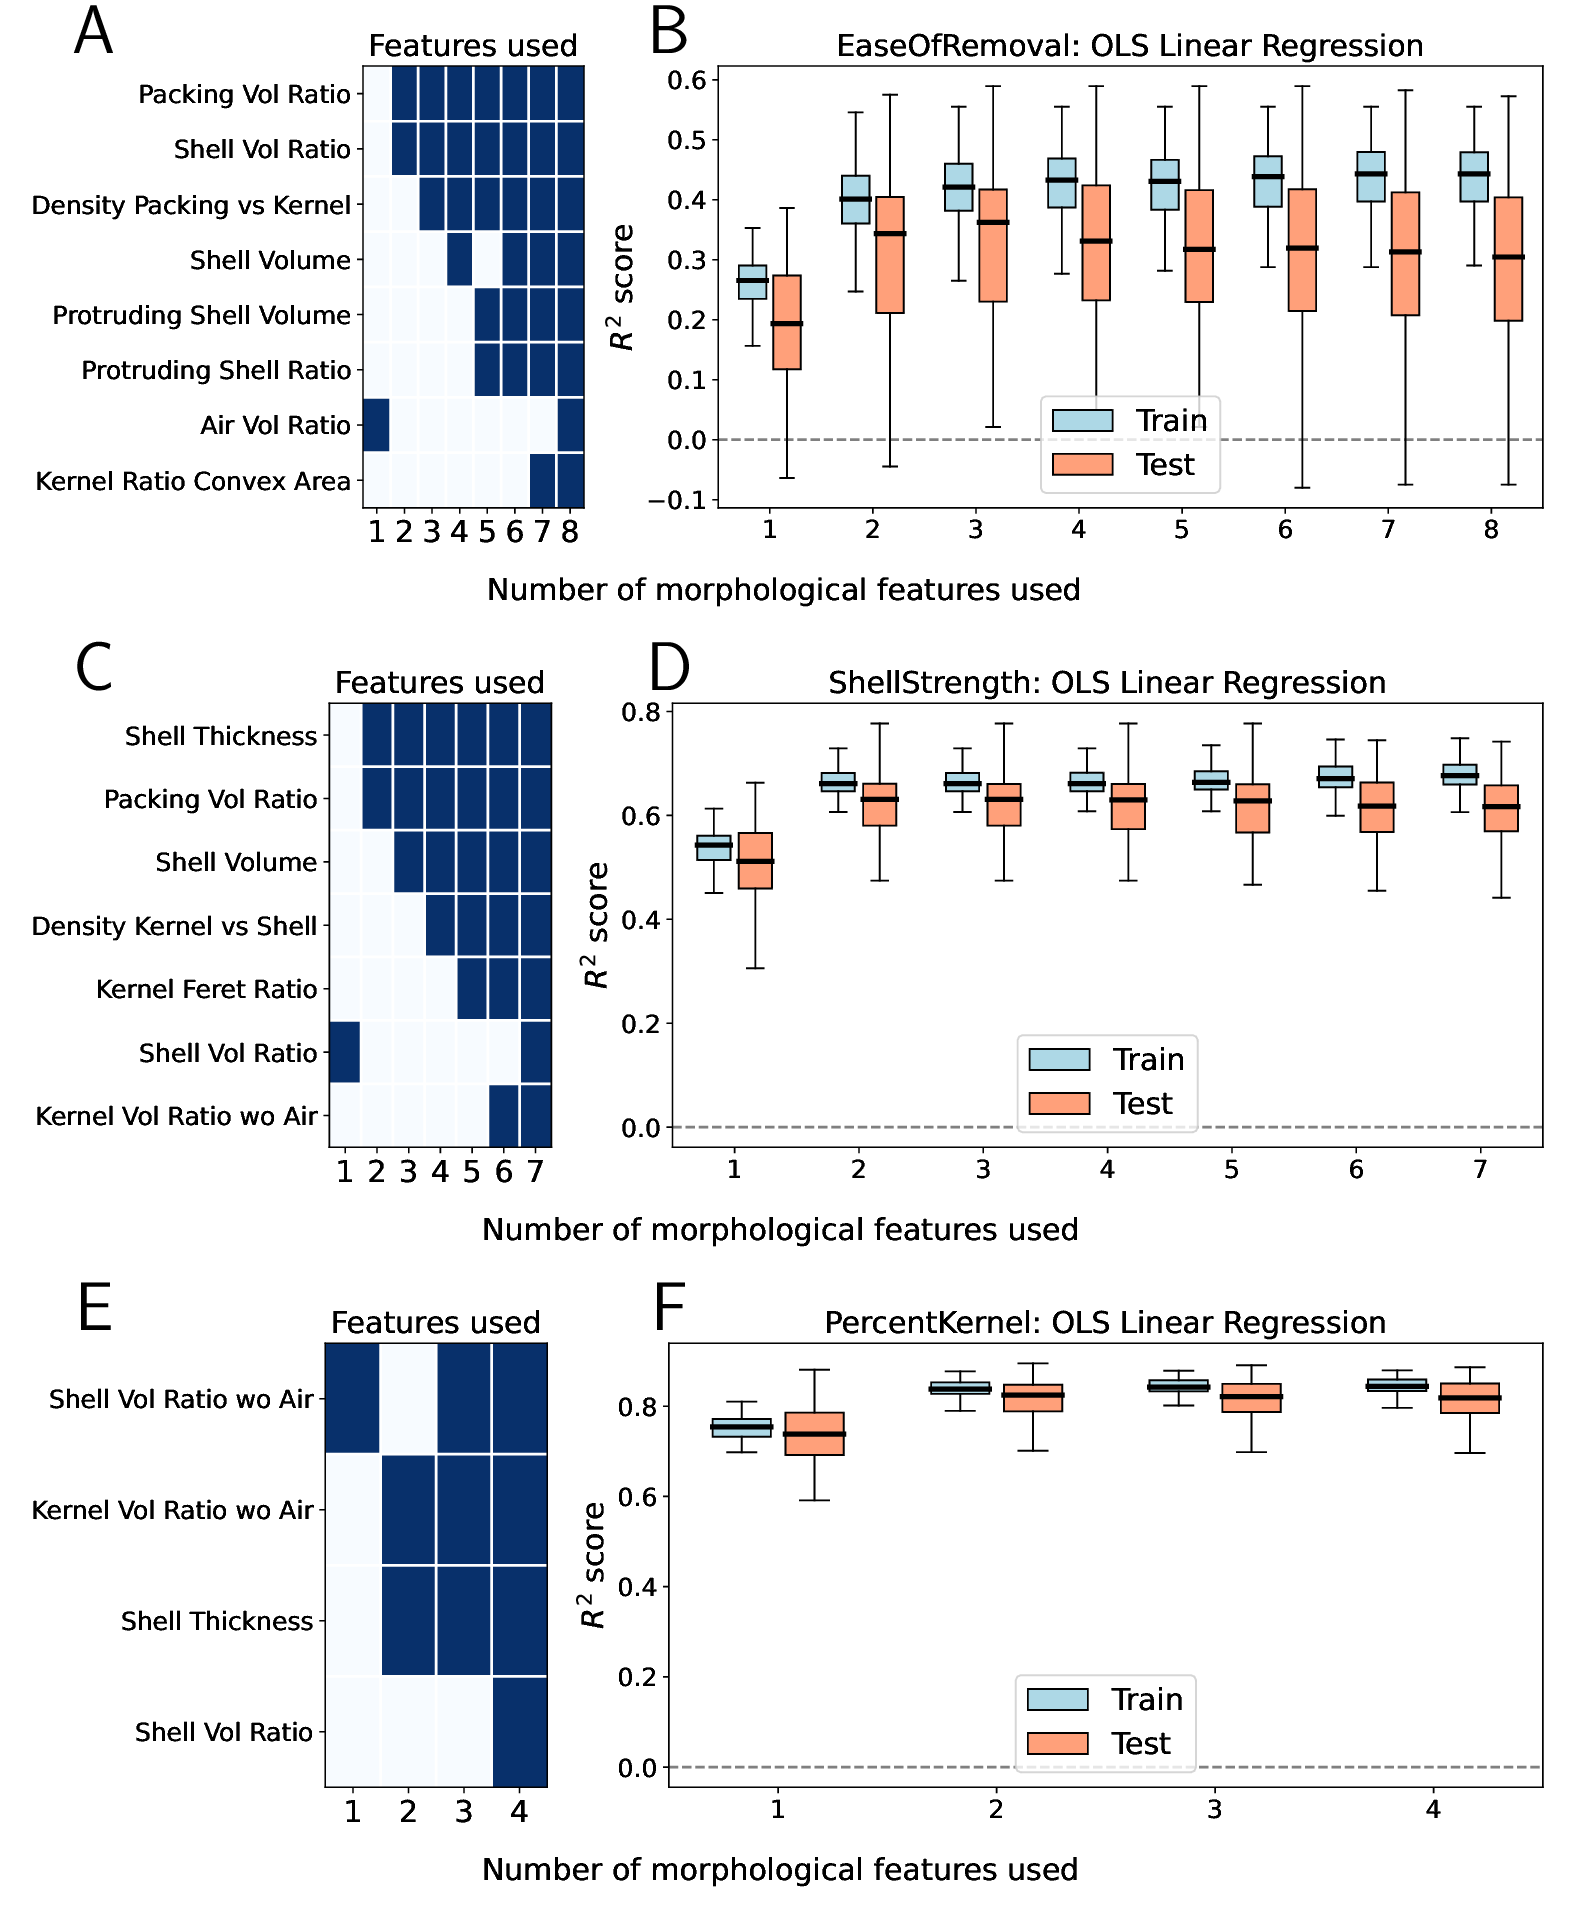 A
Features used
Packing Vol Ratio
Shell Vol Ratio
Density Packing vs Kernel
Shell Volume
Protruding Shell Volume
Protruding Shell Ratio
Air Vol Ratio
Kernel Ratio Convex Area
1 2 3 4 5 6 7 8
B
EaseOfRemoval: OLS Linear Regression
R² score
0.6
0.5
0.4
0.3
0.2
0.1
0.0
−0.1
Train
Test
1 2 3 4 5 6 7 8
Number of morphological features used
C
Features used
Shell Thickness
Packing Vol Ratio
Shell Volume
Density Kernel vs Shell
Kernel Feret Ratio
Shell Vol Ratio
Kernel Vol Ratio wo Air
1 2 3 4 5 6 7
D
ShellStrength: OLS Linear Regression
R² score
0.8
0.6
0.4
0.2
0.0
Train
Test
1 2 3 4 5 6 7
Number of morphological features used
E
Features used
Shell Vol Ratio wo Air
Kernel Vol Ratio wo Air
Shell Thickness
Shell Vol Ratio
1 2 3 4
F
PercentKernel: OLS Linear Regression
R² score
0.8
0.6
0.4
0.2
0.0
Train
Test
1 2 3 4
Number of morphological features used